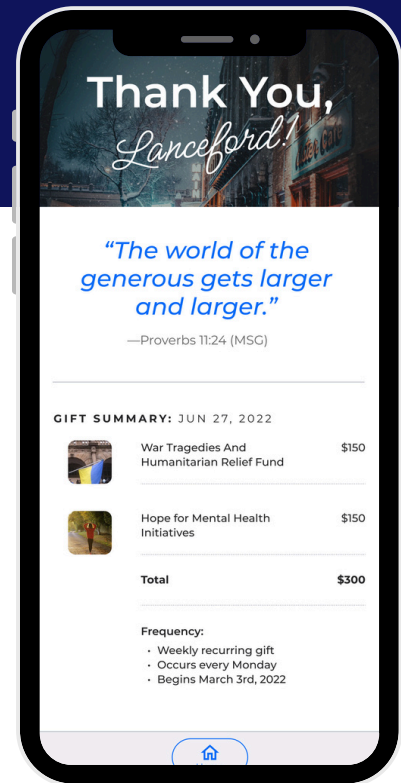 Thank You,
Lanceford!
“The world of the
generous gets larger
and larger.”
—Proverbs 11:24 (MSG)
GIFT SUMMARY: JUN 27, 2022
War Tragedies And $150
Humanitarian Relief Fund
Hope for Mental Health $150
Initiatives
Total $300
Frequency:
• Weekly recurring gift
• Occurs every Monday
• Begins March 3rd, 2022